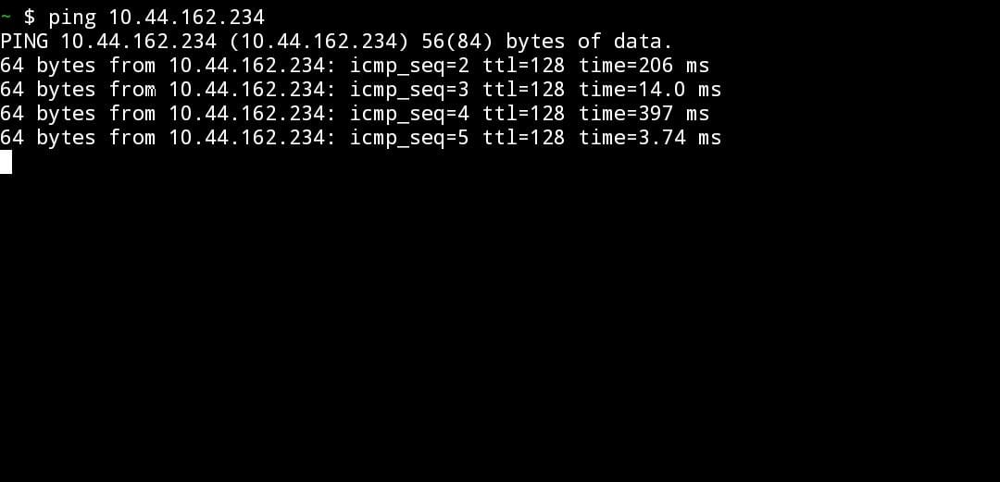 ~ $ ping 10.44.162.234
PING 10.44.162.234 (10.44.162.234) 56(84) bytes of data.
64 bytes from 10.44.162.234: icmp_seq=2 ttl=128 time=206 ms
64 bytes from 10.44.162.234: icmp_seq=3 ttl=128 time=14.0 ms
64 bytes from 10.44.162.234: icmp_seq=4 ttl=128 time=397 ms
64 bytes from 10.44.162.234: icmp_seq=5 ttl=128 time=3.74 ms